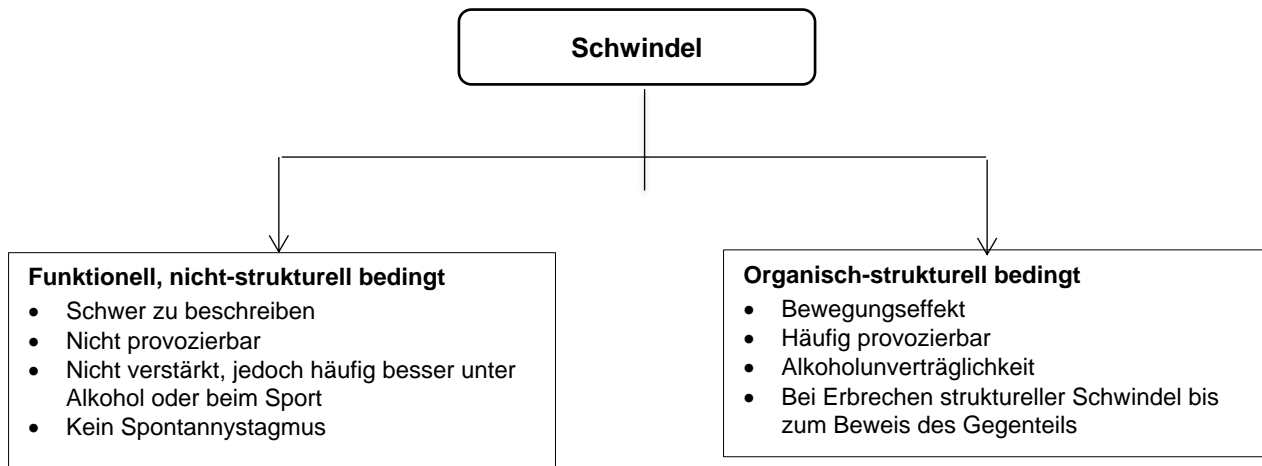 Schwindel
Funktionell, nicht-strukturell bedingt
• Schwer zu beschreiben
• Nicht provozierbar
• Nicht verstärkt, jedoch häufig besser unter
Alkohol oder beim Sport
• Kein Spontannystagmus
Organisch-strukturell bedingt
• Bewegungseffekt
• Häufig provozierbar
• Alkoholunverträglichkeit
• Bei Erbrechen struktureller Schwindel bis
zum Beweis des Gegenteils